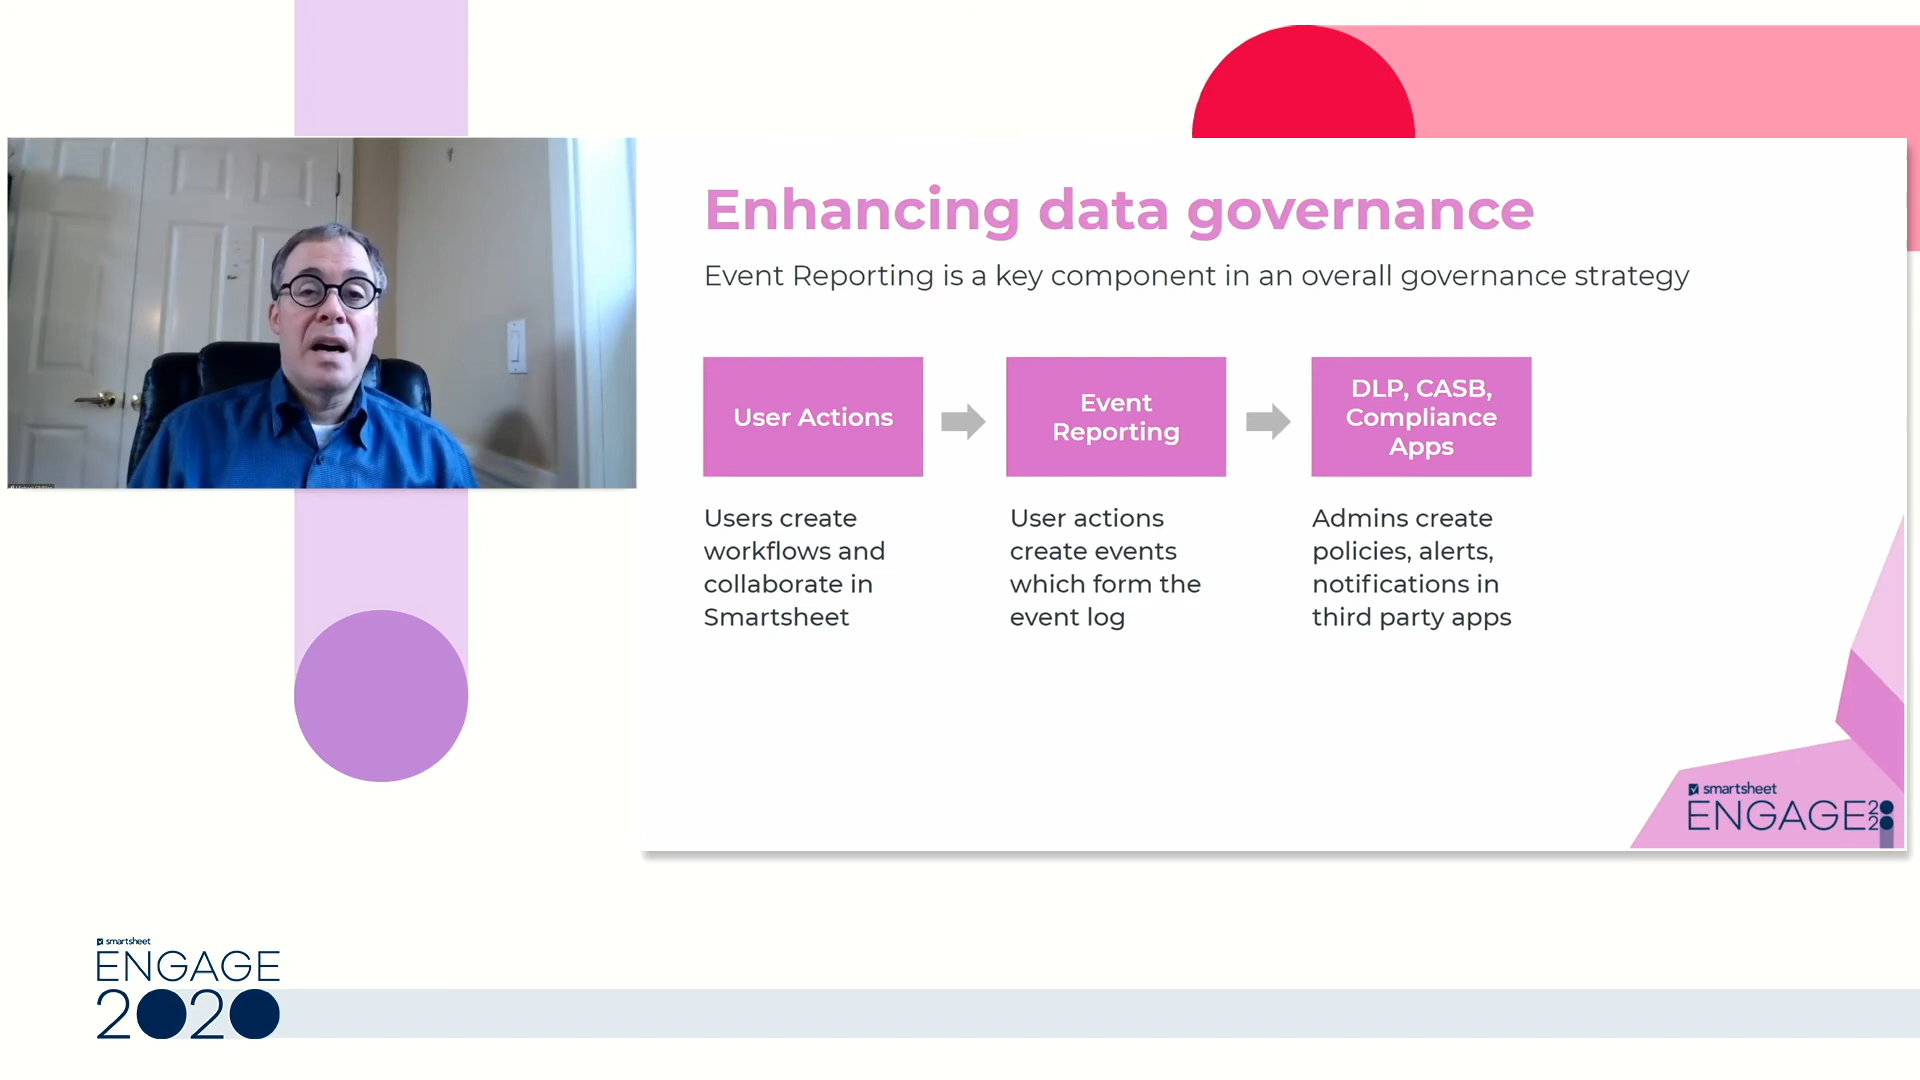 Enhancing data governance
Event Reporting is a key component in an overall governance strategy
User Actions
Event
Reporting
DLP, CASB,
Compliance
Apps
Users create
workflows and
collaborate in
Smartsheet
User actions
create events
which form the
event log
Admins create
policies, alerts,
notifications in
third party apps
smartsheet
ENGAGE 2020
smartsheet
ENGAGE
2020